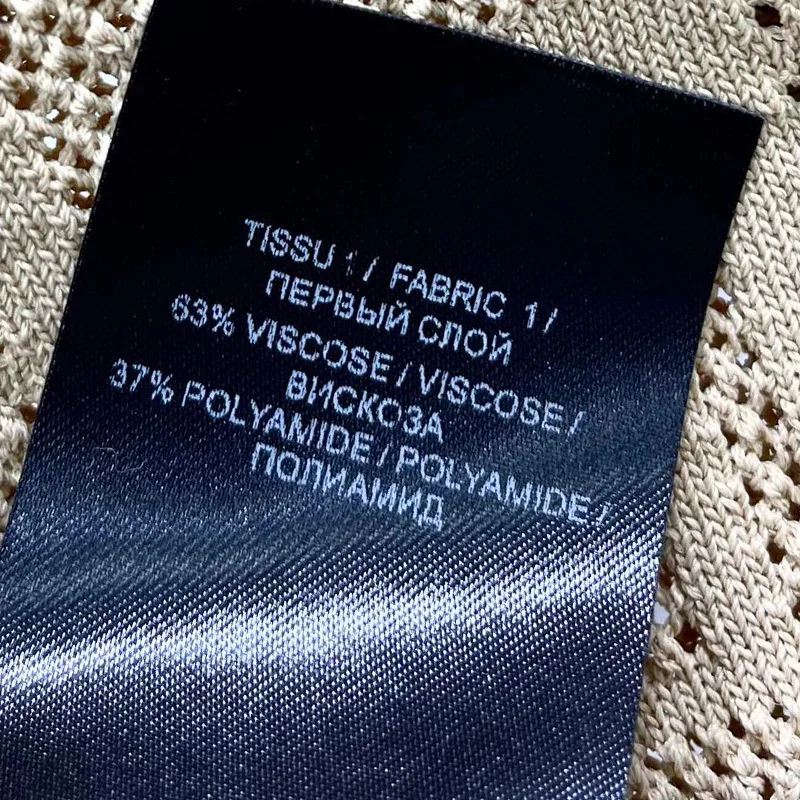 TISSU 1 / FABRIC 1 /
ПЕРВЫЙ СЛОЙ
63% VISCOSE / VISCOSE /
ВИСКОЗА
37% POLYAMIDE / POLYAMIDE /
ПОЛИАМИД